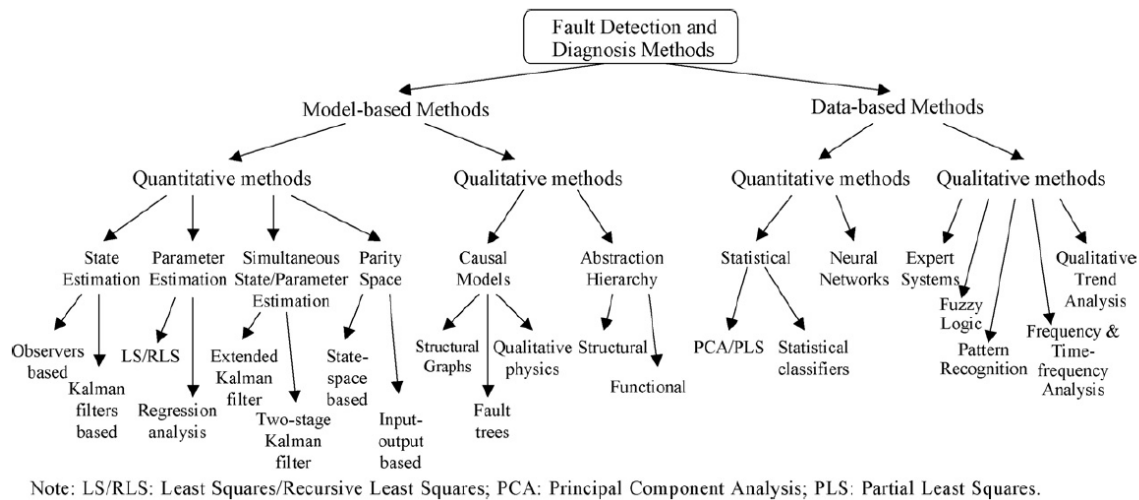 Fault Detection and
Diagnosis Methods
Model-based Methods
Data-based Methods
Quantitative methods
Qualitative methods
Quantitative methods
Qualitative methods
State
Estimation
Parameter
Estimation
Simultaneous
State/Parameter
Estimation
Parity
Space
Causal
Models
Abstraction
Hierarchy
Statistical
Neural
Networks
Expert
Systems
Fuzzy
Logic
Pattern
Recognition
Frequency &
Time-
frequency
Analysis
Qualitative
Trend
Analysis
Observers
based
Kalman
filters
based
LS/RLS
Regression
analysis
Extended
Kalman
filter
Two-stage
Kalman
filter
State-
space
based
Input-
output
based
Structural
Graphs
Fault
trees
Qualitative
physics
Structural
Functional
PCA/PLS
Statistical
classifiers
Note: LS/RLS: Least Squares/Recursive Least Squares; PCA: Principal Component Analysis; PLS: Partial Least Squares.